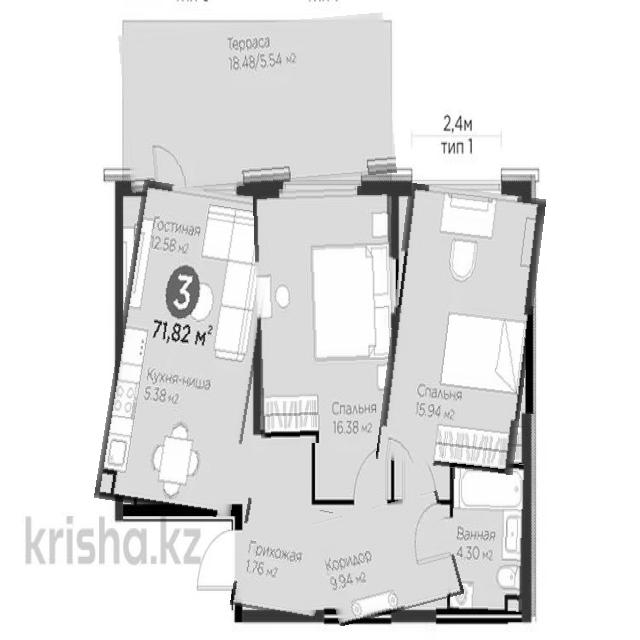 Терраса
18.48/5.54 м2
2,4м
тип 1
Гостиная
12.58 м2
3
71,82 м²
Кухня-ниша
5.38 м2
Спальня
16.38 м2
Спальня
15.94 м2
Ванная
4.30 м2
Прихожая
1.76 м2
Коридор
9.94 м2
krisha.kz